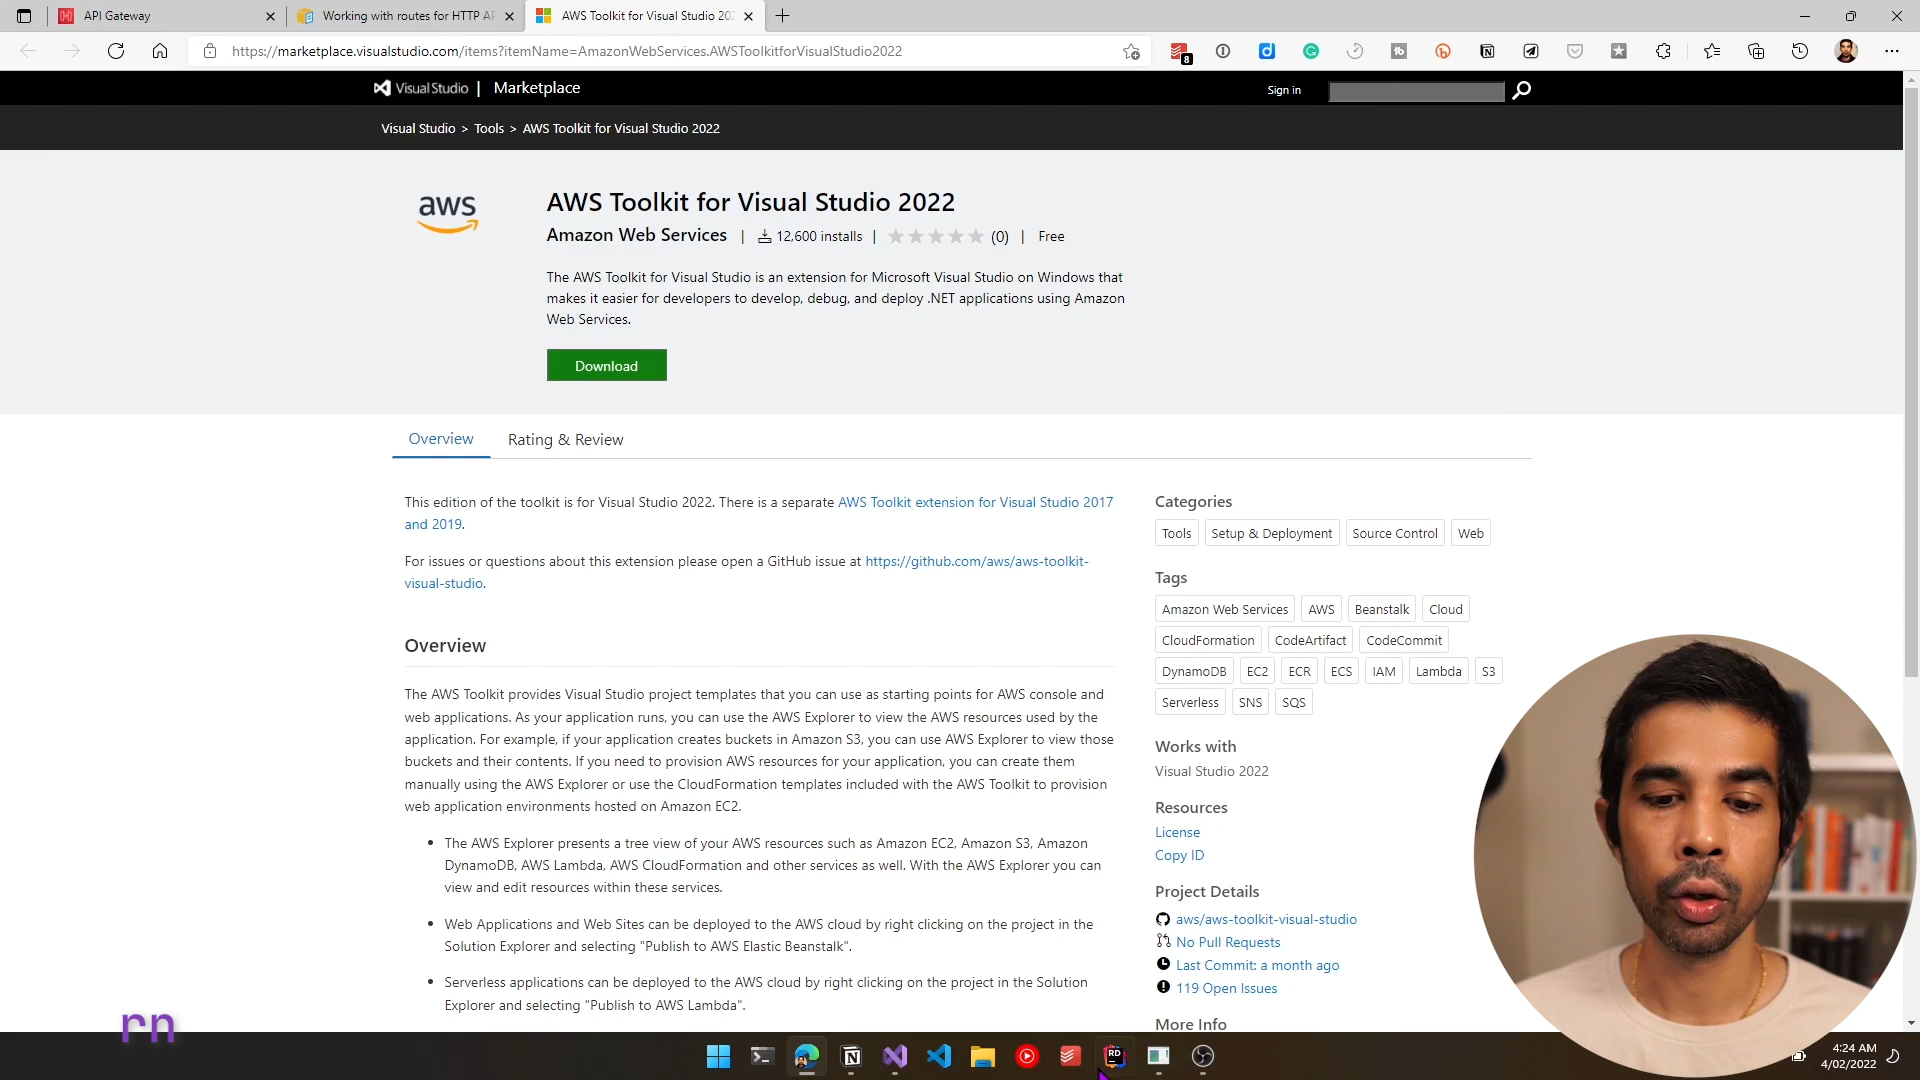 API Gateway
Working with routes for HTTP AP
AWS Toolkit for Visual Studio 202
https://marketplace.visualstudio.com/items?itemName=AmazonWebServices.AWSToolkitforVisualStudio2022
8
Visual Studio | Marketplace
Sign in
Visual Studio > Tools > AWS Toolkit for Visual Studio 2022
aws
AWS Toolkit for Visual Studio 2022
Amazon Web Services | 12,600 installs | (0) | Free
The AWS Toolkit for Visual Studio is an extension for Microsoft Visual Studio on Windows that
makes it easier for developers to develop, debug, and deploy .NET applications using Amazon
Web Services.
Download
Overview
Rating & Review
This edition of the toolkit is for Visual Studio 2022. There is a separate AWS Toolkit extension for Visual Studio 2017
and 2019.
For issues or questions about this extension please open a GitHub issue at https://github.com/aws/aws-toolkit-
visual-studio.
Overview
The AWS Toolkit provides Visual Studio project templates that you can use as starting points for AWS console and
web applications. As your application runs, you can use the AWS Explorer to view the AWS resources used by the
application. For example, if your application creates buckets in Amazon S3, you can use AWS Explorer to view those
buckets and their contents. If you need to provision AWS resources for your application, you can create them
manually using the AWS Explorer or use the CloudFormation templates included with the AWS Toolkit to provision
web application environments hosted on Amazon EC2.
• The AWS Explorer presents a tree view of your AWS resources such as Amazon EC2, Amazon S3, Amazon
DynamoDB, AWS Lambda, AWS CloudFormation and other services as well. With the AWS Explorer you can
view and edit resources within these services.
• Web Applications and Web Sites can be deployed to the AWS cloud by right clicking on the project in the
Solution Explorer and selecting "Publish to AWS Elastic Beanstalk".
• Serverless applications can be deployed to the AWS cloud by right clicking on the project in the Solution
Explorer and selecting "Publish to AWS Lambda".
Categories
Tools
Setup & Deployment
Source Control
Web
Tags
Amazon Web Services
AWS
Beanstalk
Cloud
CloudFormation
CodeArtifact
CodeCommit
DynamoDB
EC2
ECR
ECS
IAM
Lambda
S3
Serverless
SNS
SQS
Works with
Visual Studio 2022
Resources
License
Copy ID
Project Details
aws/aws-toolkit-visual-studio
No Pull Requests
Last Commit: a month ago
119 Open Issues
More Info
rn
RD
4:24 AM
4/02/2022